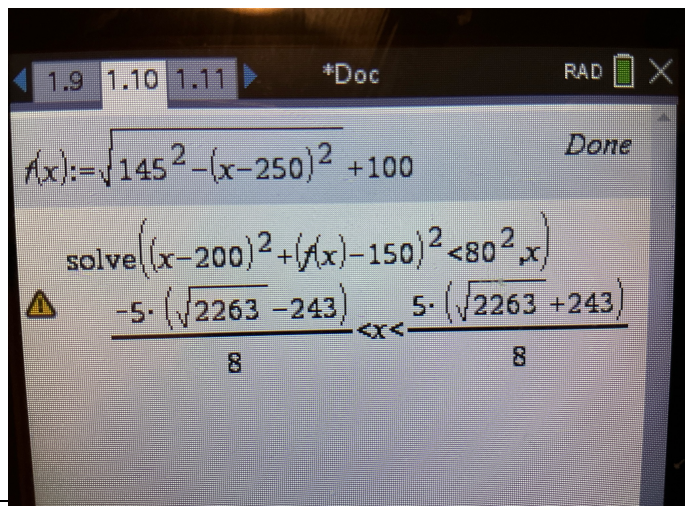 1.9 1.10 1.11 *Doc RAD
f(x):=√(145²-(x-250)²)+100 Done
solve((x-200)²+(f(x)-150)²<80²,x)
(-5·(√2263-243))/8<x<(5·(√2263+243))/8